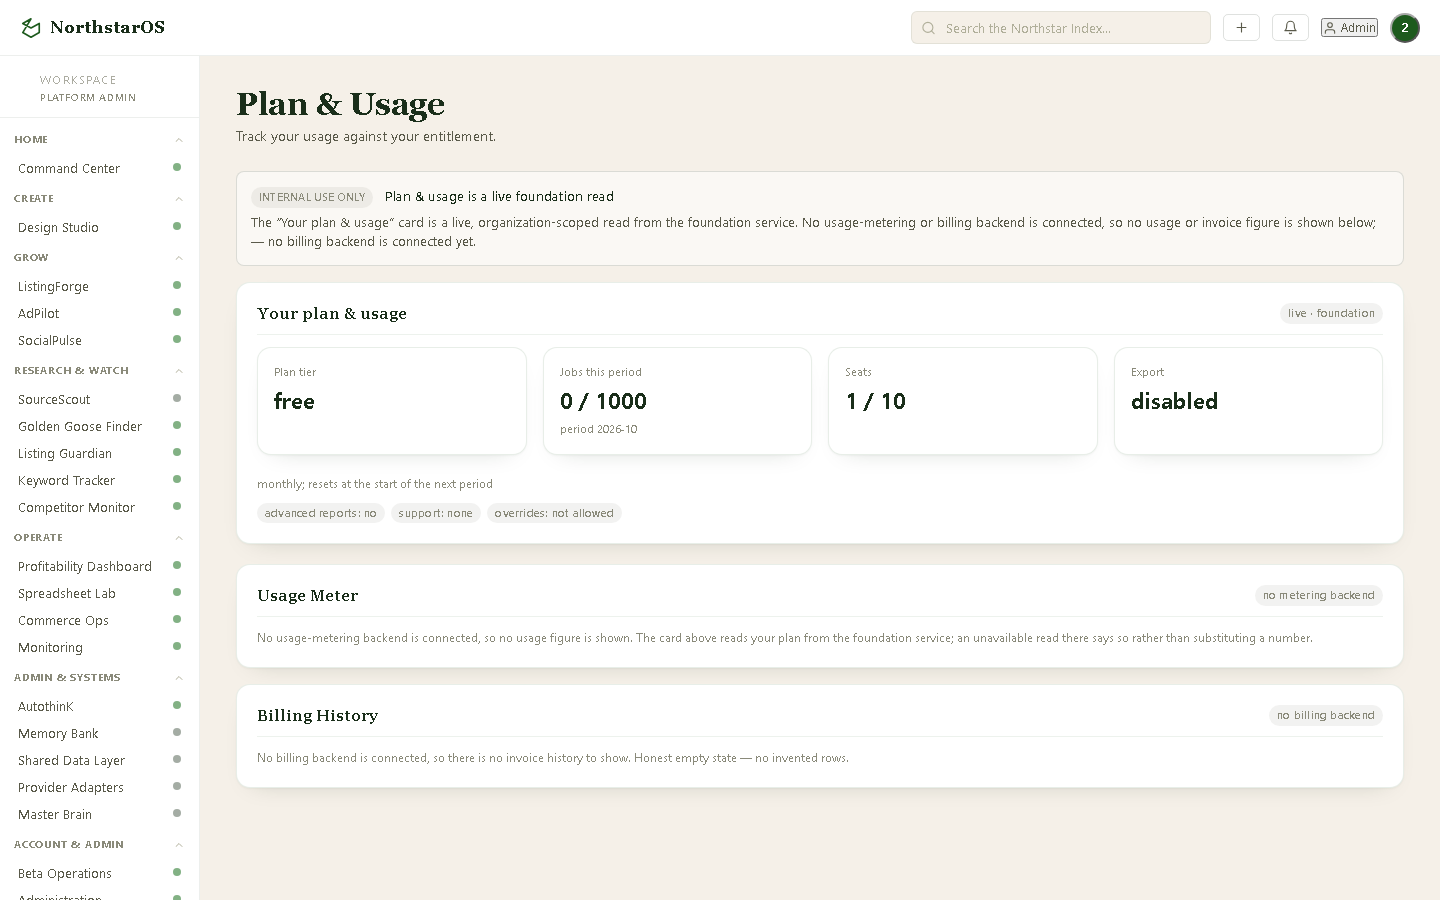 NorthstarOS
Search the Northstar Index...
Admin
2
WORKSPACE
PLATFORM ADMIN
HOME
Command Center
CREATE
Design Studio
GROW
ListingForge
AdPilot
SocialPulse
RESEARCH & WATCH
SourceScout
Golden Goose Finder
Listing Guardian
Keyword Tracker
Competitor Monitor
OPERATE
Profitability Dashboard
Spreadsheet Lab
Commerce Ops
Monitoring
ADMIN & SYSTEMS
AutothinK
Memory Bank
Shared Data Layer
Provider Adapters
Master Brain
ACCOUNT & ADMIN
Beta Operations
Administration
Plan & Usage
Track your usage against your entitlement.
INTERNAL USE ONLY Plan & usage is a live foundation read
The "Your plan & usage" card is a live, organization-scoped read from the foundation service. No usage-metering or billing backend is connected, so no usage or invoice figure is shown below;
— no billing backend is connected yet.
Your plan & usage
live · foundation
Plan tier
free
Jobs this period
0 / 1000
period 2026-10
Seats
1 / 10
Export
disabled
monthly; resets at the start of the next period
advanced reports: no
support: none
overrides: not allowed
Usage Meter
no metering backend
No usage-metering backend is connected, so no usage figure is shown. The card above reads your plan from the foundation service; an unavailable read there says so rather than substituting a number.
Billing History
no billing backend
No billing backend is connected, so there is no invoice history to show. Honest empty state — no invented rows.